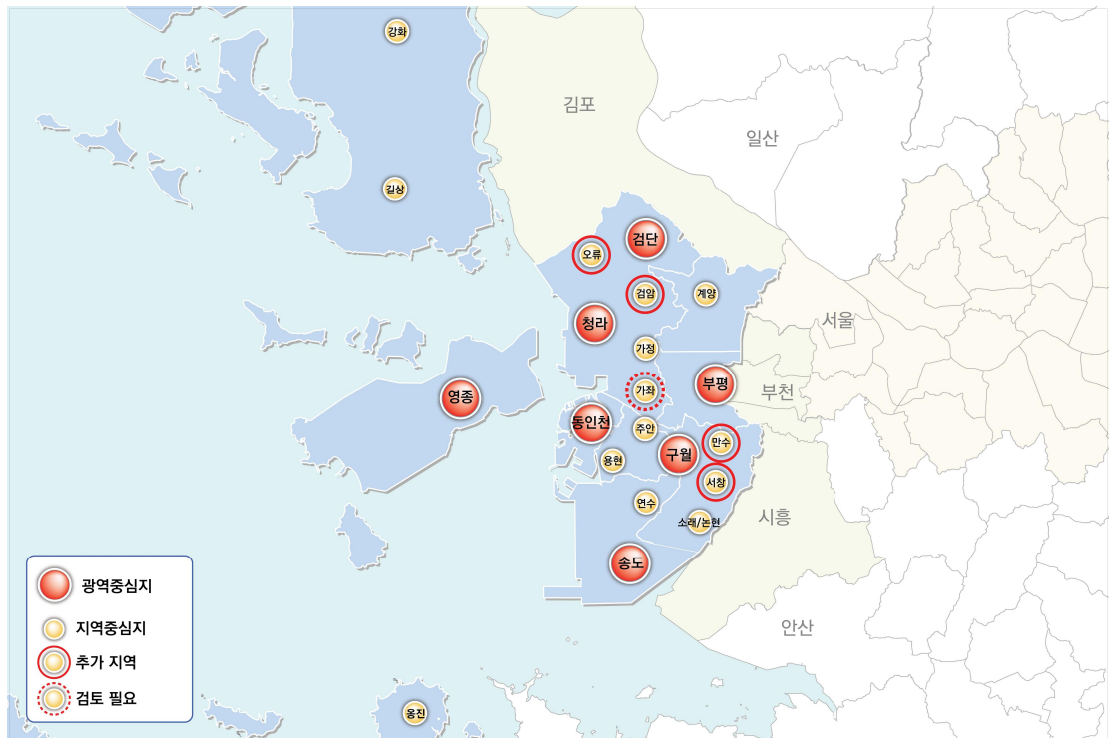 강화
김포
일산
길상
검단
오류
검암
계양
청라
서울
가정
부평
가좌
부천
영종
동인천
주안
만수
구월
용현
서창
연수
소래/논현
시흥
송도
안산
옹진
광역중심지
지역중심지
추가 지역
검토 필요